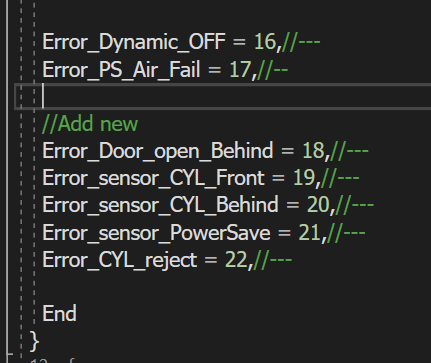 Error_Dynamic_OFF = 16,//---
Error_PS_Air_Fail = 17,//--
//Add new
Error_Door_open_Behind = 18,//---
Error_sensor_CYL_Front = 19,//---
Error_sensor_CYL_Behind = 20,//---
Error_sensor_PowerSave = 21,//---
Error_CYL_reject = 22,//---
End
}